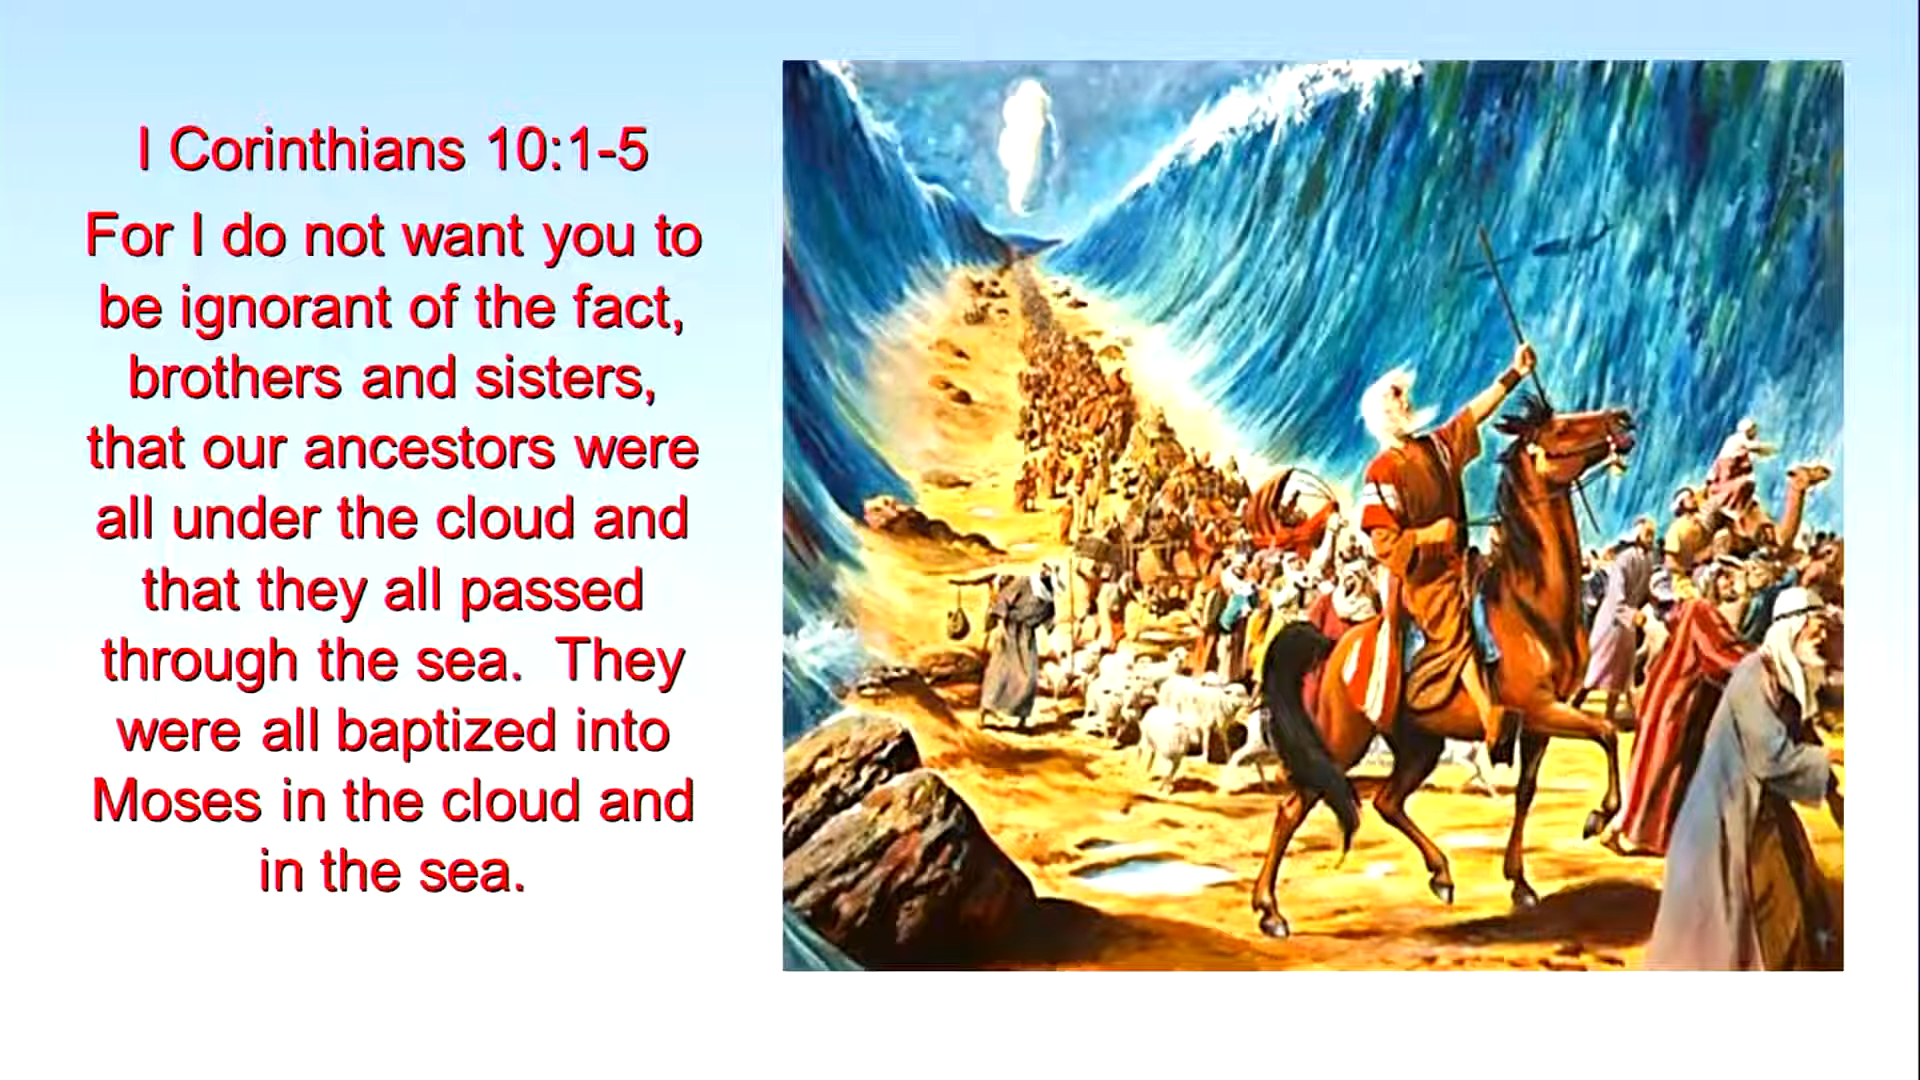 I Corinthians 10:1-5
For I do not want you to
be ignorant of the fact,
brothers and sisters,
that our ancestors were
all under the cloud and
that they all passed
through the sea.  They
were all baptized into
Moses in the cloud and
in the sea.